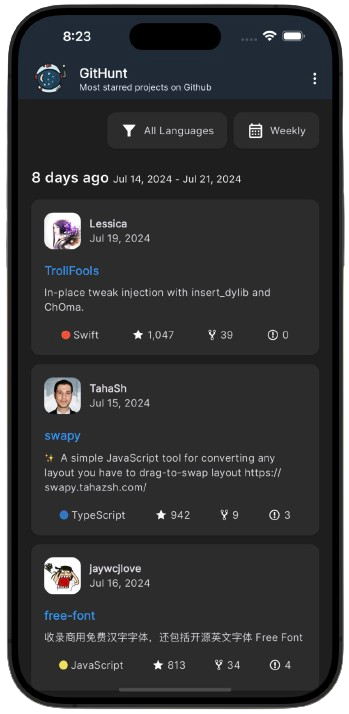 8:23
GitHunt
Most starred projects on Github
All Languages
Weekly
8 days ago Jul 14, 2024 - Jul 21, 2024
Lessica
Jul 19, 2024
TrollFools
In-place tweak injection with insert_dylib and
ChOma.
Swift 1,047 39 0
TahaSh
Jul 15, 2024
swapy
✨ A simple JavaScript tool for converting any
layout you have to drag-to-swap layout https://
swapy.tahazsh.com/
TypeScript 942 9 3
jaywcjlove
Jul 16, 2024
free-font
收录商用免费汉字字体，还包括开源英文字体 Free Font
JavaScript 813 34 4